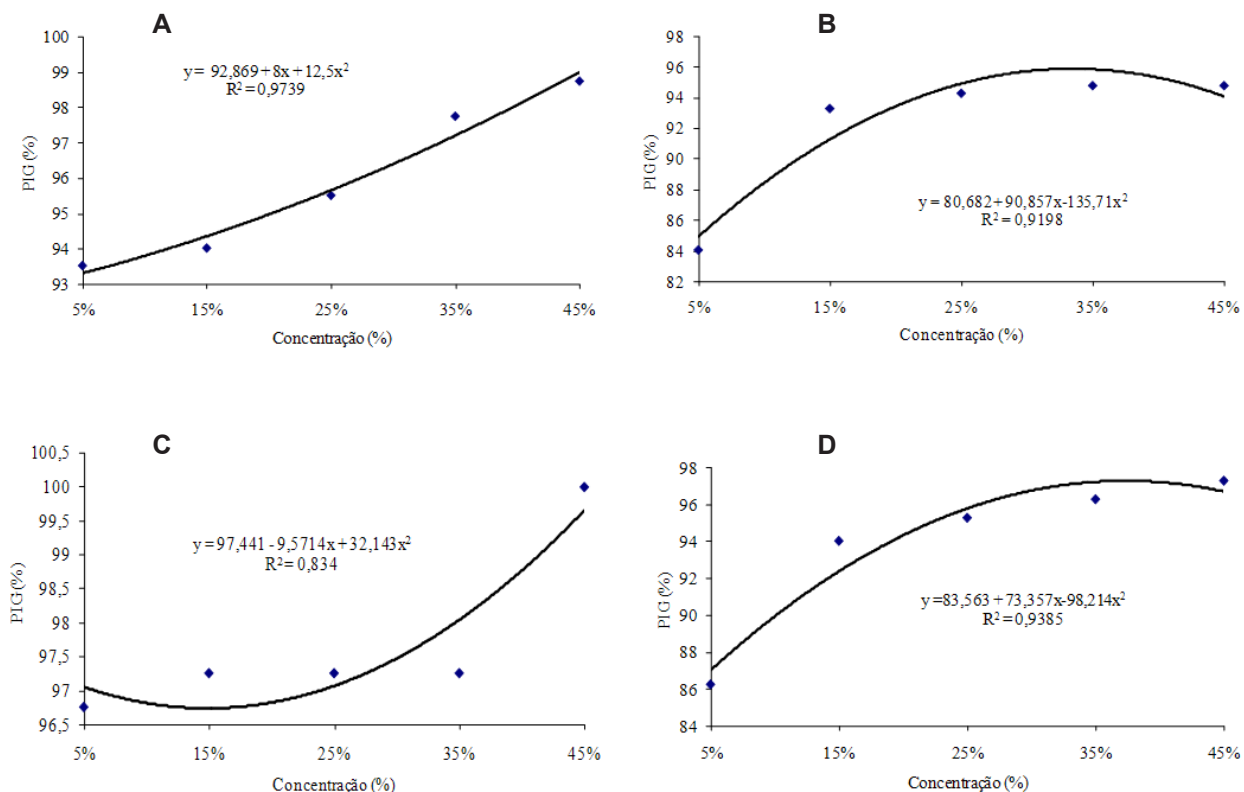 A
100
99
98
97
96
95
94
93
PIG (%)
y = 92,869 + 8x + 12,5x²
R² = 0,9739
5% 15% 25% 35% 45%
Concentração (%)
B
98
96
94
92
90
88
86
84
82
PIG (%)
y = 80,682 + 90,857x-135,71x²
R² = 0,9198
5% 15% 25% 35% 45%
Concentração (%)
C
100,5
100
99,5
99
98,5
98
97,5
97
96,5
PIG (%)
y = 97,441 - 9,5714x + 32,143x²
R² = 0,834
5% 15% 25% 35% 45%
Concentração (%)
D
98
96
94
92
90
88
86
84
PIG (%)
y =83,563 + 73,357x-98,214x²
R² = 0,9385
5% 15% 25% 35% 45%
Concentração (%)